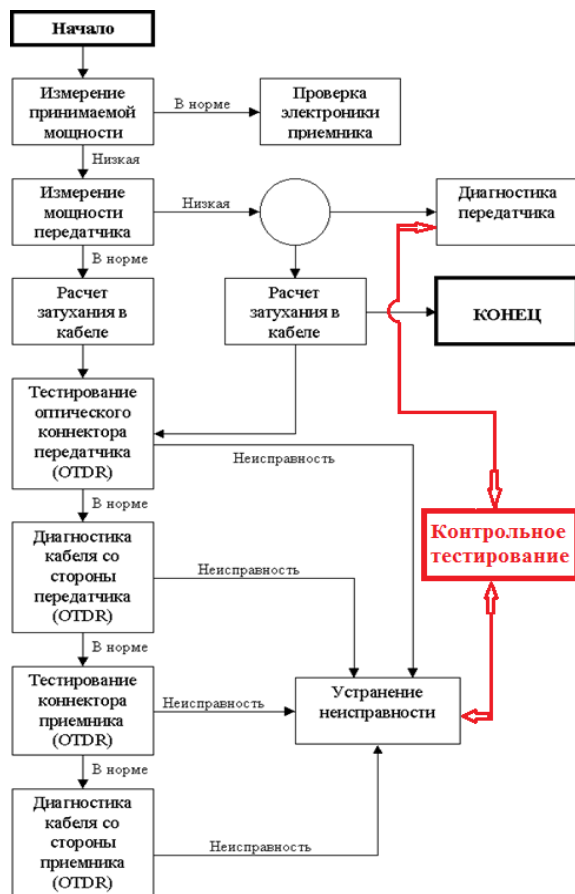 Начало
Измерение
принимаемой
мощности
В норме
Проверка
электроники
приемника
Низкая
Измерение
мощности
передатчика
Низкая
Диагностика
передатчика
В норме
Расчет
затухания в
кабеле
Расчет
затухания в
кабеле
КОНЕЦ
Тестирование
оптического
коннектора
передатчика
(OTDR)
Неисправность
В норме
Контрольное
тестирование
Диагностика
кабеля со
стороны
передатчика
(OTDR)
Неисправность
В норме
Тестирование
коннектора
приемника
(OTDR)
Неисправность
Устранение
неисправности
В норме
Диагностика
кабеля со
стороны
приемника
(OTDR)
Неисправность